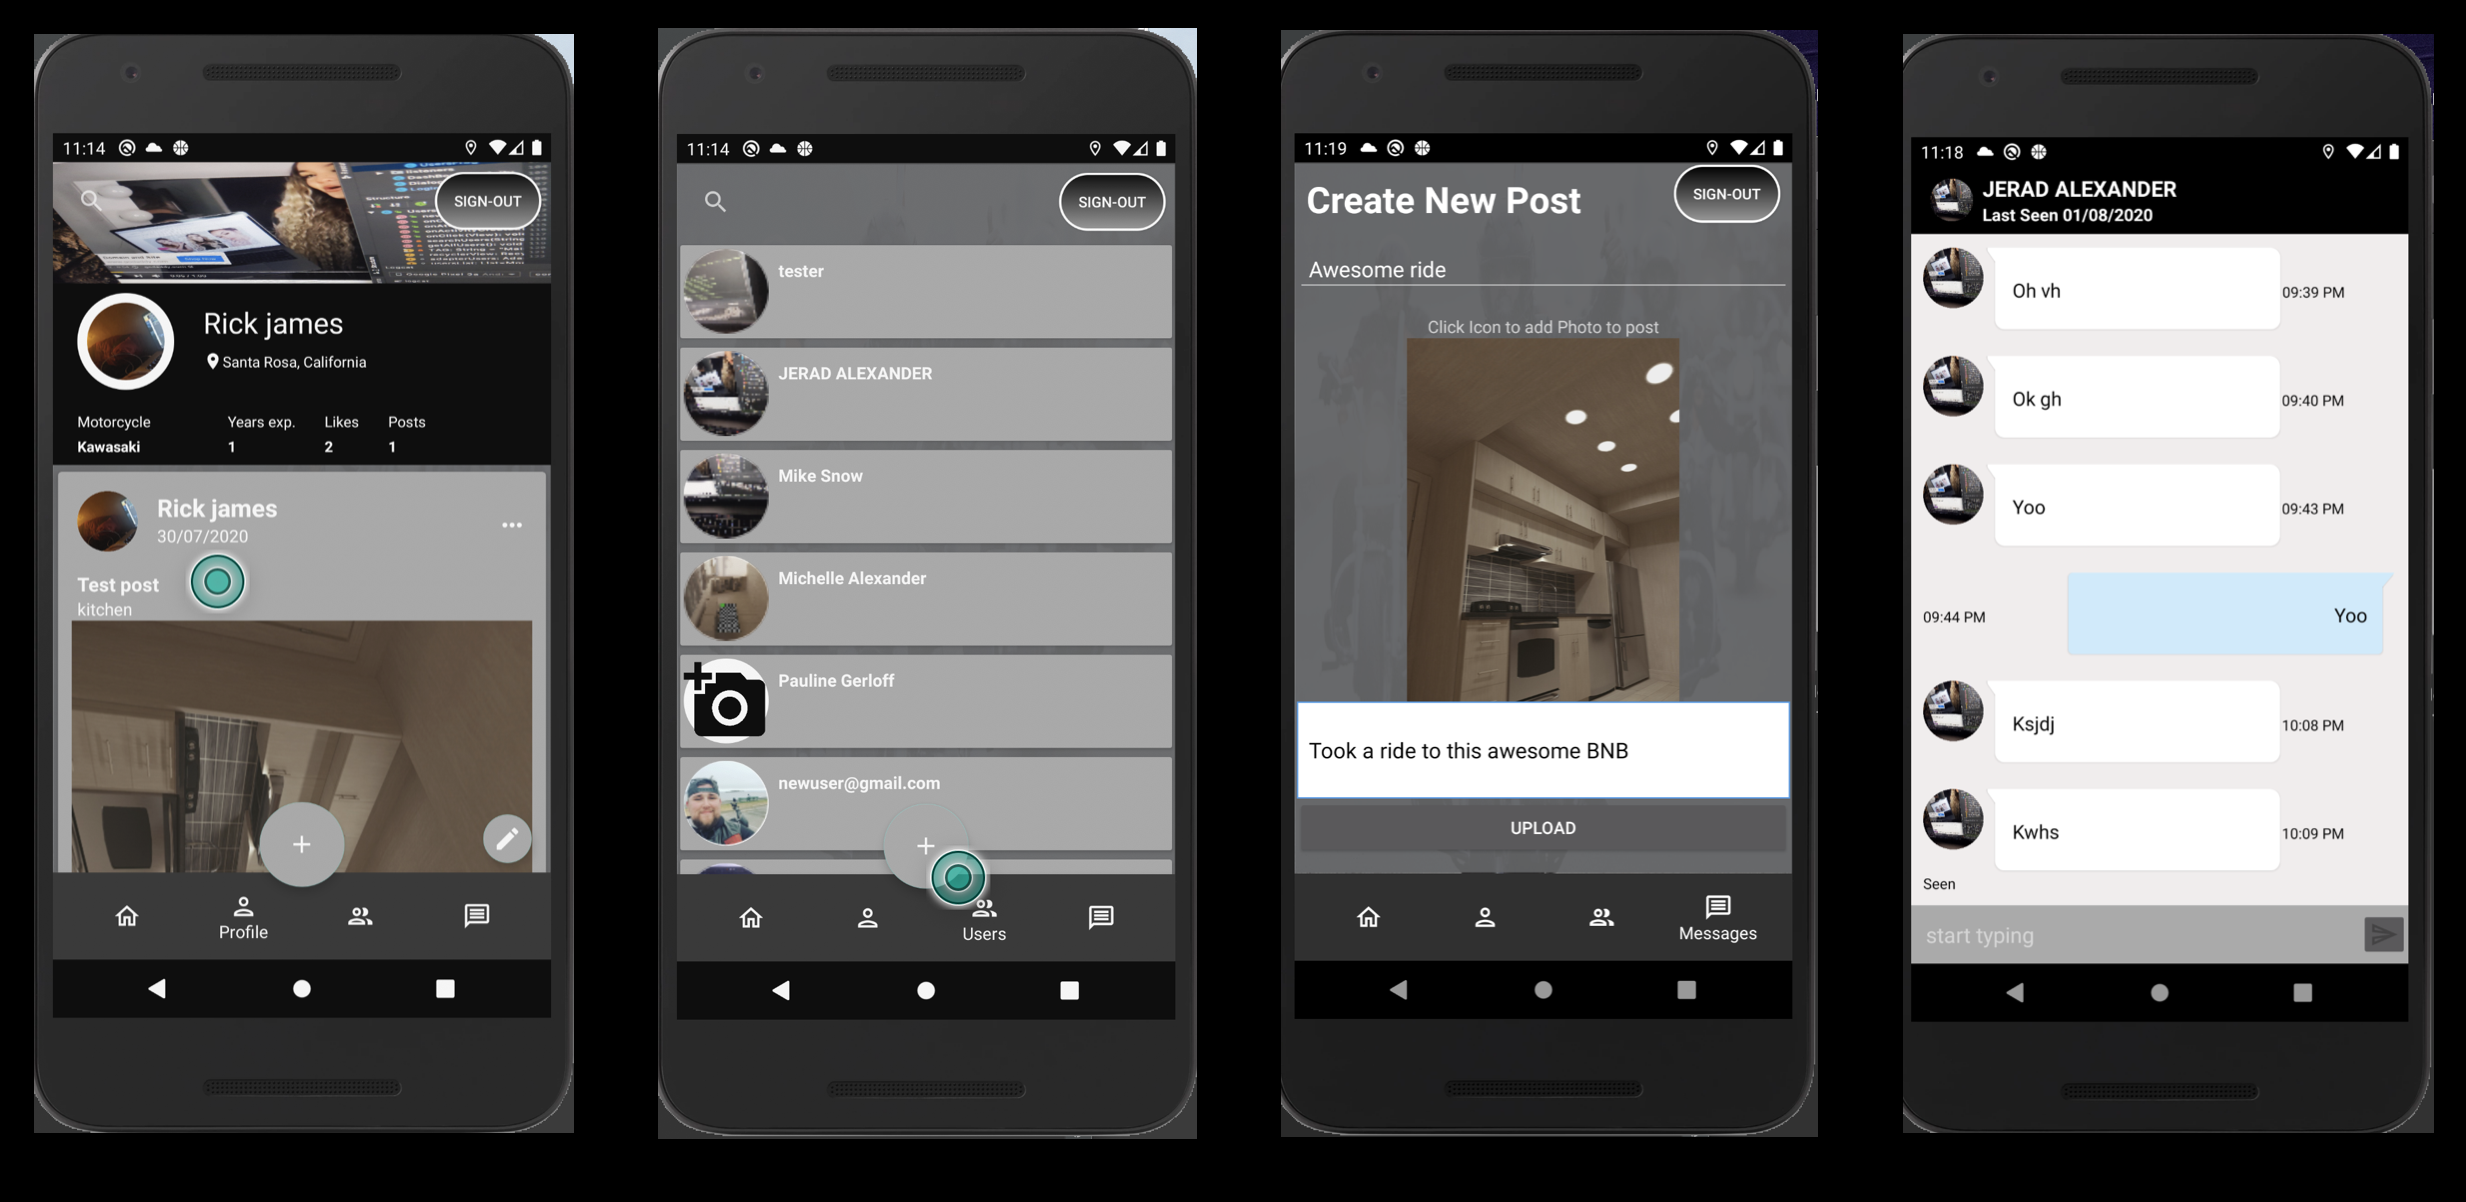 11:14
SIGN-OUT
Rick james
Santa Rosa, California
Motorcycle Years exp. Likes Posts
Kawasaki 1 2 1
Rick james
30/07/2020
Test post
kitchen
Profile
11:14
SIGN-OUT
tester
JERAD ALEXANDER
Mike Snow
Michelle Alexander
Pauline Gerloff
newuser@gmail.com
Users
11:19
Create New Post
SIGN-OUT
Awesome ride
Click Icon to add Photo to post
Took a ride to this awesome BNB
UPLOAD
Messages
11:18
JERAD ALEXANDER
Last Seen 01/08/2020
Oh vh 09:39 PM
Ok gh 09:40 PM
Yoo 09:43 PM
09:44 PM Yoo
Ksjdj 10:08 PM
Kwhs 10:09 PM
Seen
start typing